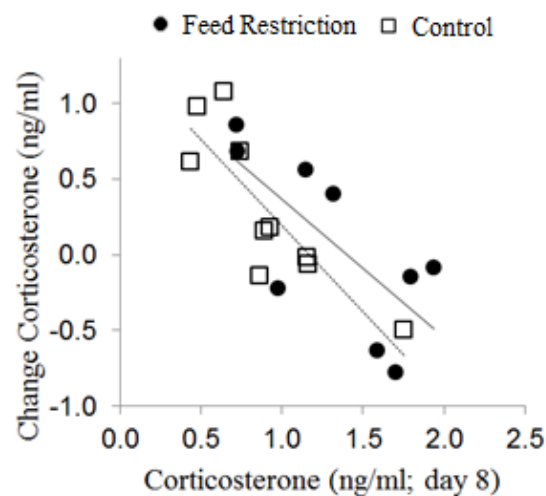 Feed Restriction Control
Change Corticosterone (ng/ml)
1.0
0.5
0.0
-0.5
-1.0
0.0 0.5 1.0 1.5 2.0 2.5
Corticosterone (ng/ml; day 8)